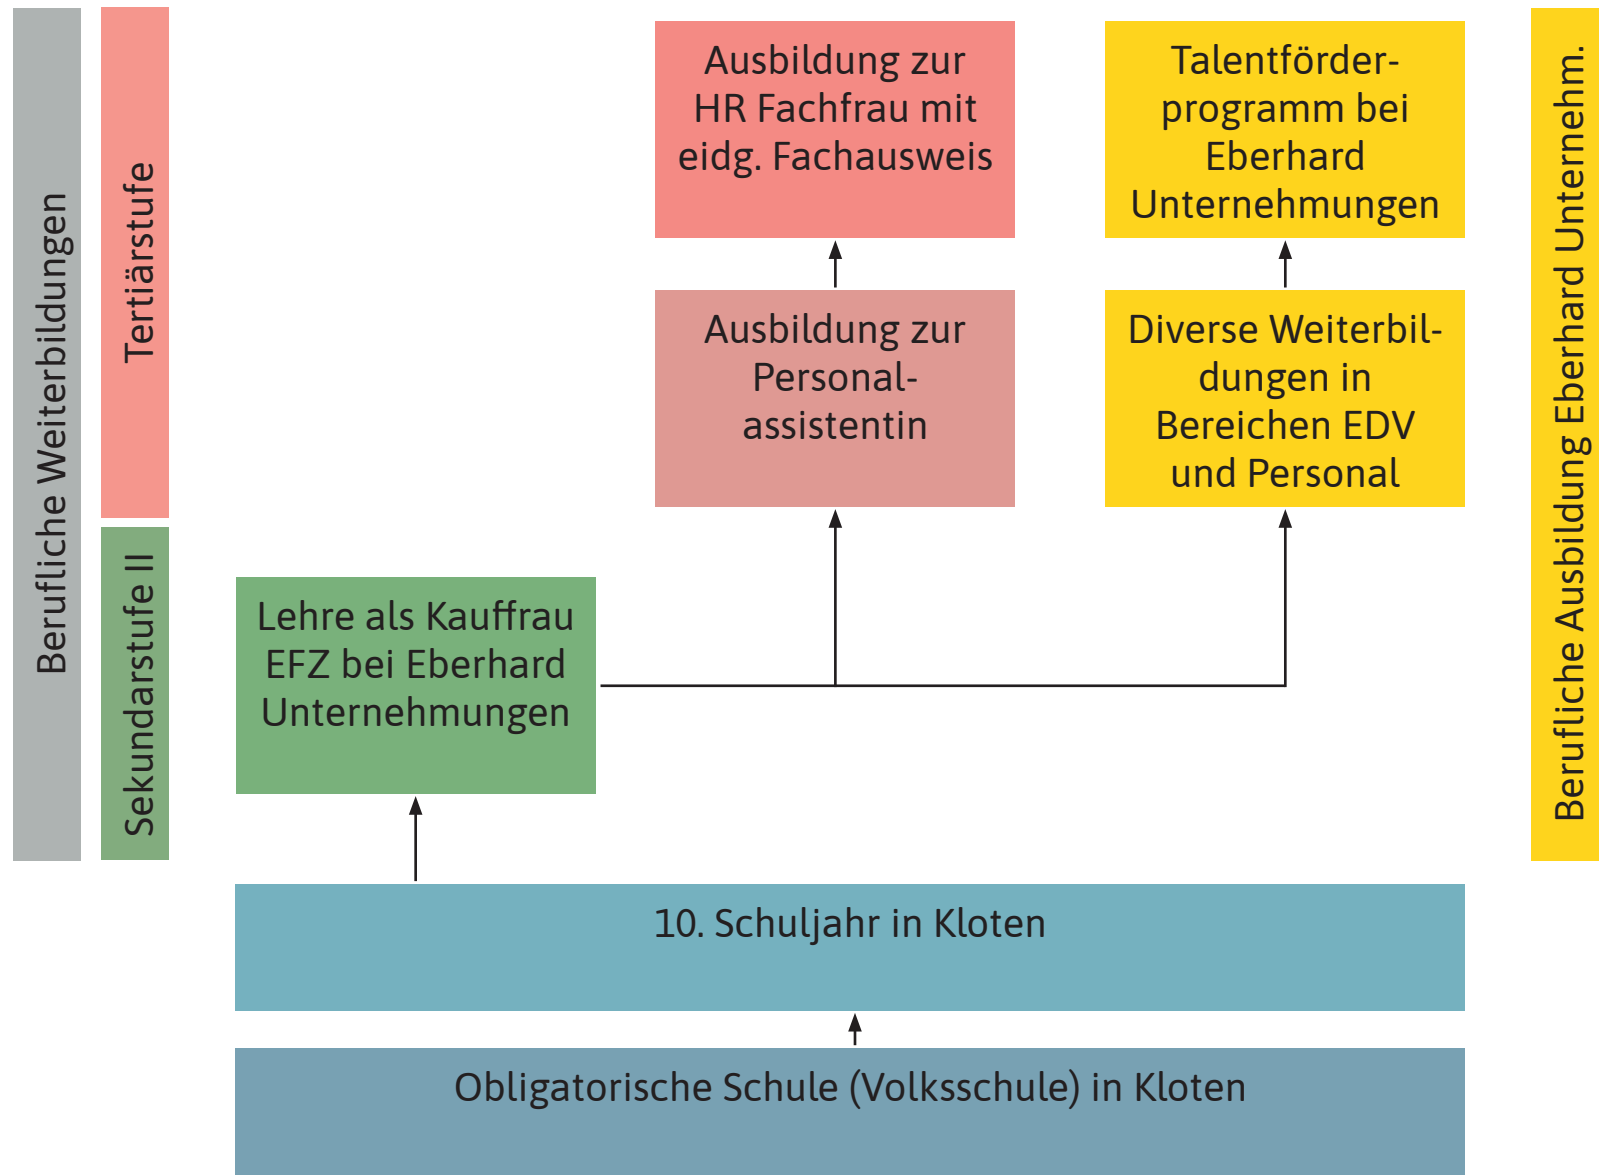 Berufliche Weiterbildungen
Tertiärstufe
Sekundarstufe II
Ausbildung zur
HR Fachfrau mit
eidg. Fachausweis
Talentförder-
programm bei
Eberhard
Unternehmungen
Ausbildung zur
Personal-
assistentin
Diverse Weiterbil-
dungen in
Bereichen EDV
und Personal
Lehre als Kauffrau
EFZ bei Eberhard
Unternehmungen
10. Schuljahr in Kloten
Obligatorische Schule (Volksschule) in Kloten
Berufliche Ausbildung Eberhard Unternehm.